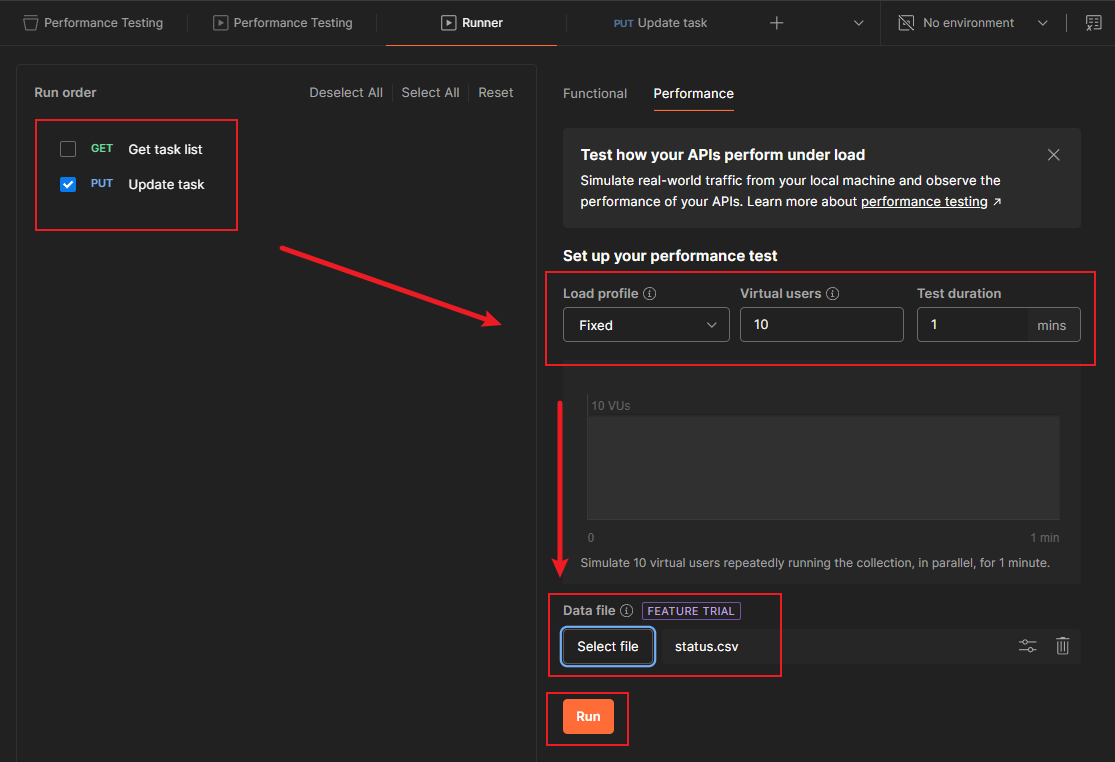 Performance Testing
Performance Testing
Runner
PUT Update task
No environment
Run order
Deselect All
Select All
Reset
GET Get task list
PUT Update task
Functional
Performance
Test how your APIs perform under load
Simulate real-world traffic from your local machine and observe the
performance of your APIs. Learn more about performance testing ↗
Set up your performance test
Load profile
Virtual users
Test duration
Fixed
10
1 mins
10 VUs
0
1 min
Simulate 10 virtual users repeatedly running the collection, in parallel, for 1 minute.
Data file FEATURE TRIAL
Select file
status.csv
Run